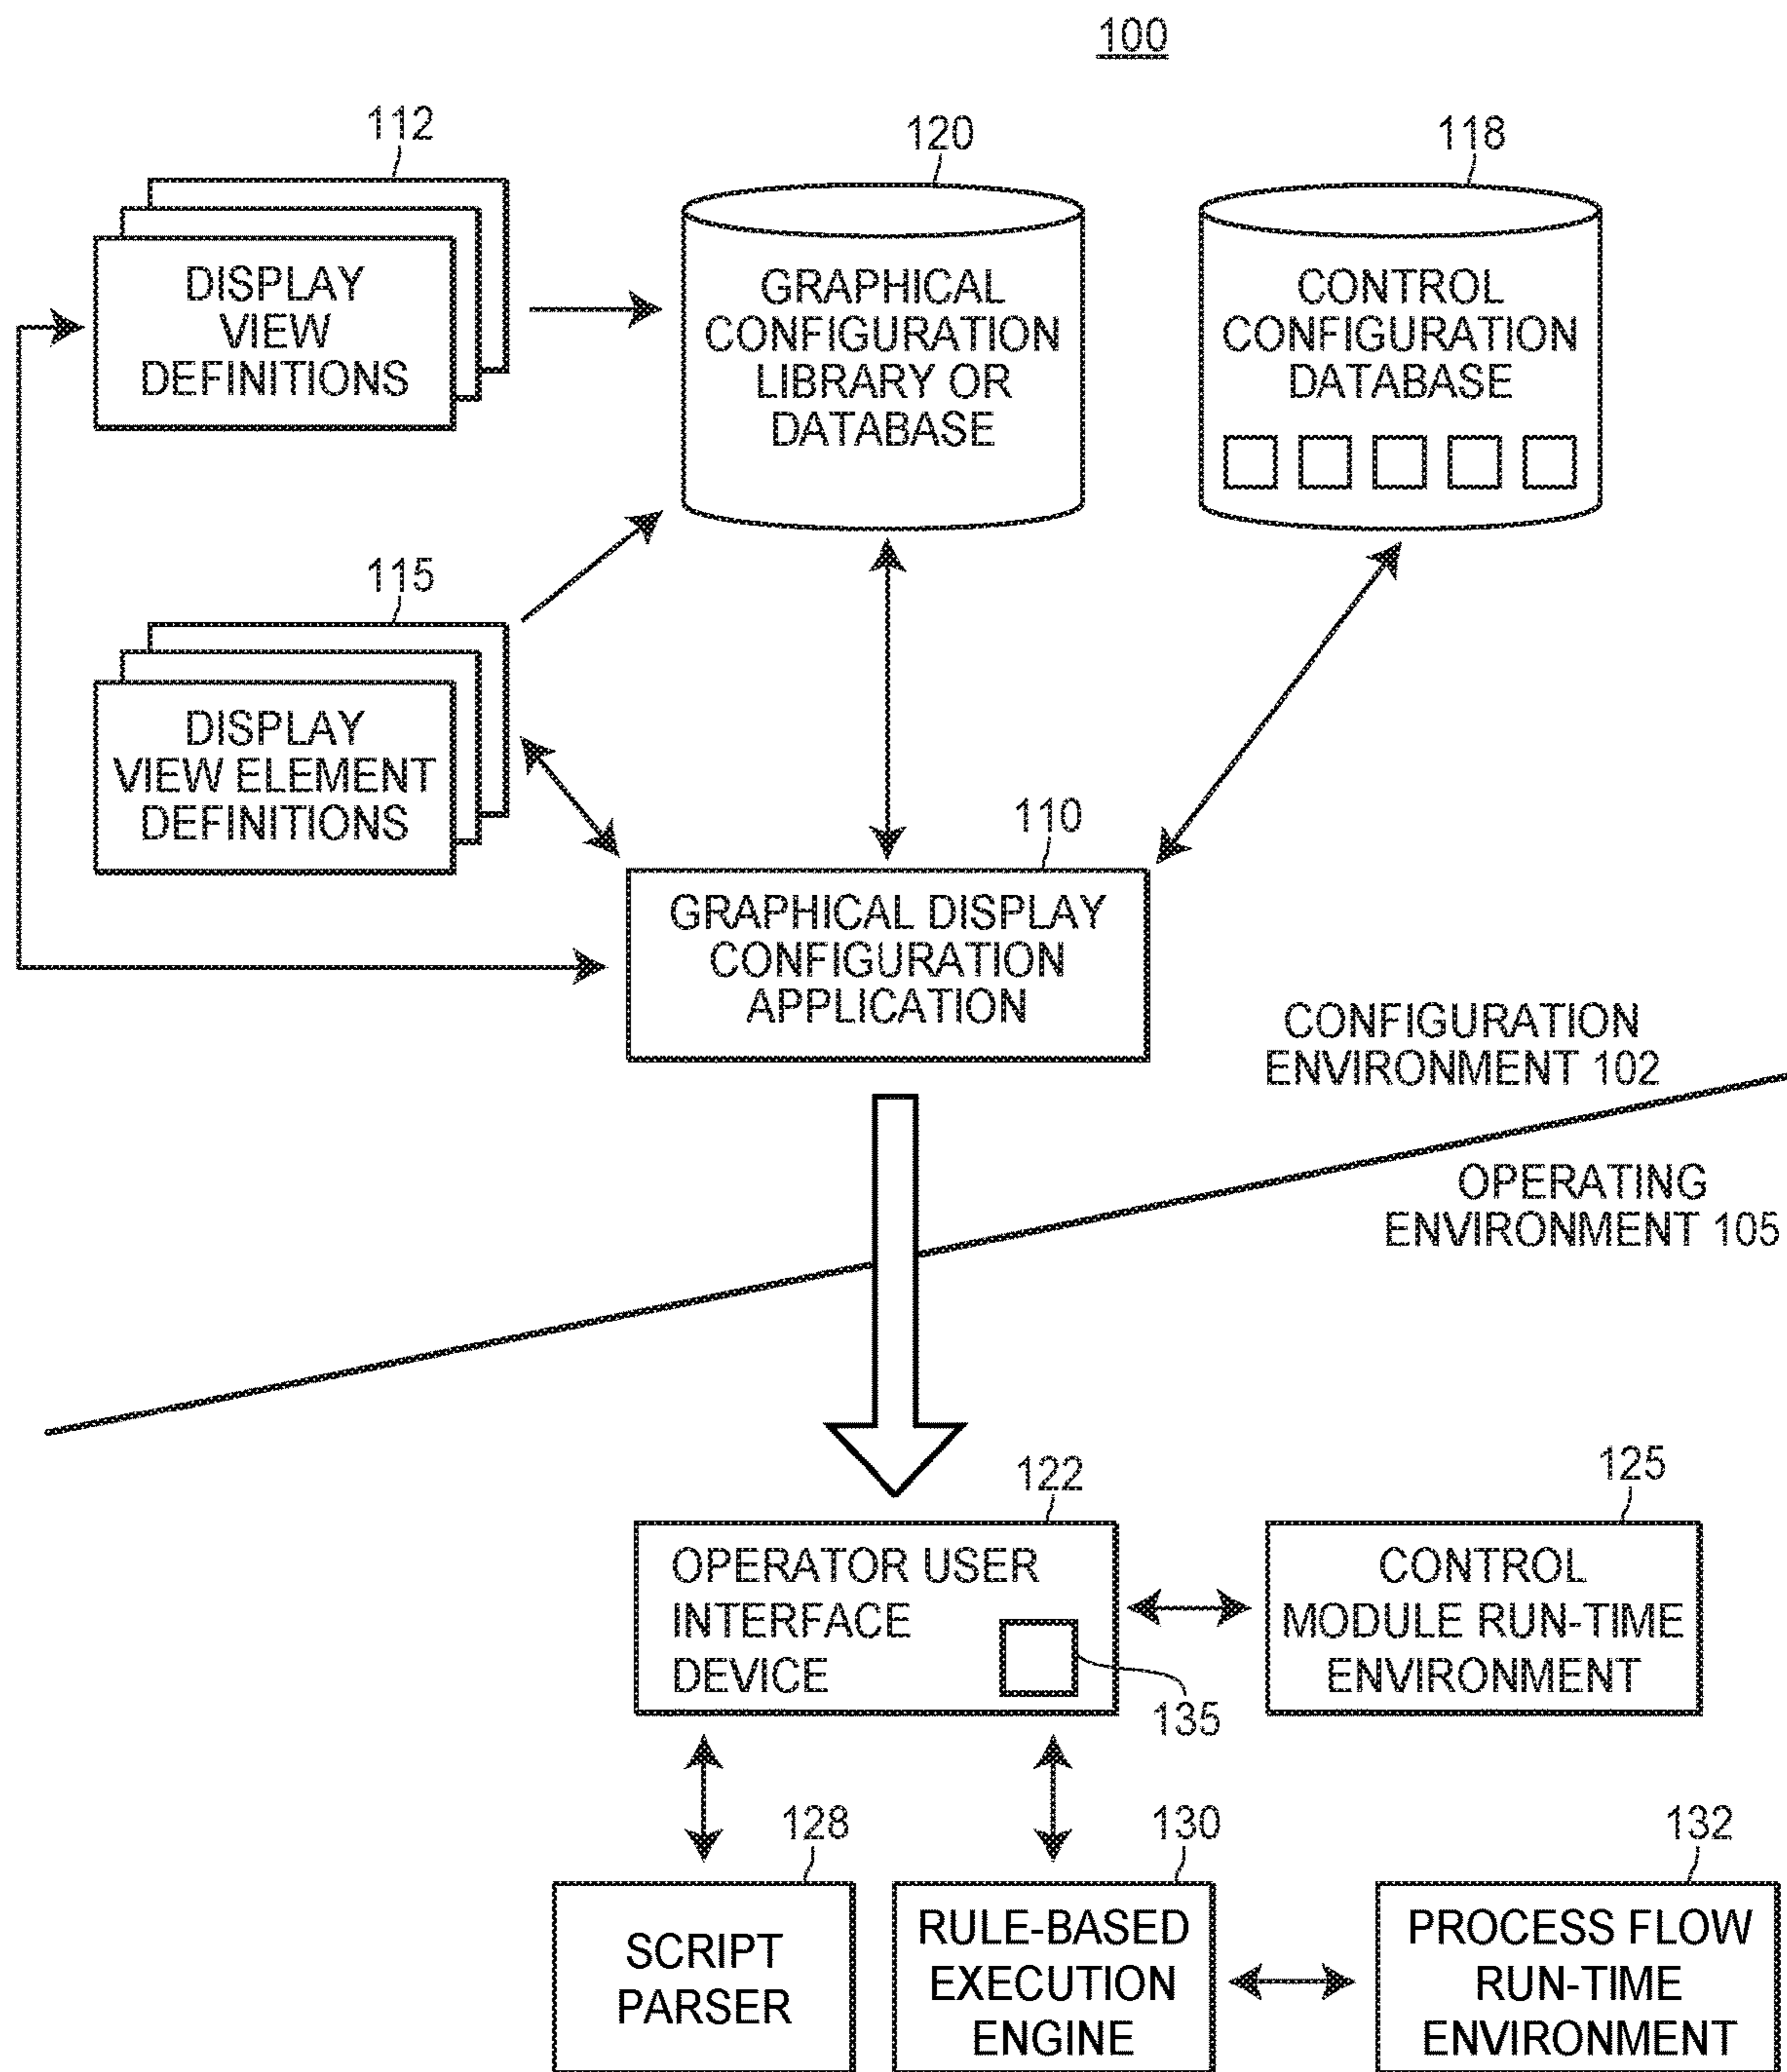 100
112
120
118
DISPLAY
VIEW
DEFINITIONS
GRAPHICAL
CONFIGURATION
LIBRARY OR
DATABASE
CONTROL
CONFIGURATION
DATABASE
115
DISPLAY
VIEW ELEMENT
DEFINITIONS
110
GRAPHICAL DISPLAY
CONFIGURATION
APPLICATION
CONFIGURATION
ENVIRONMENT 102
OPERATING
ENVIRONMENT 105
122
125
OPERATOR USER
INTERFACE
DEVICE
135
CONTROL
MODULE RUN-TIME
ENVIRONMENT
128
130
132
SCRIPT
PARSER
RULE-BASED
EXECUTION
ENGINE
PROCESS FLOW
RUN-TIME
ENVIRONMENT